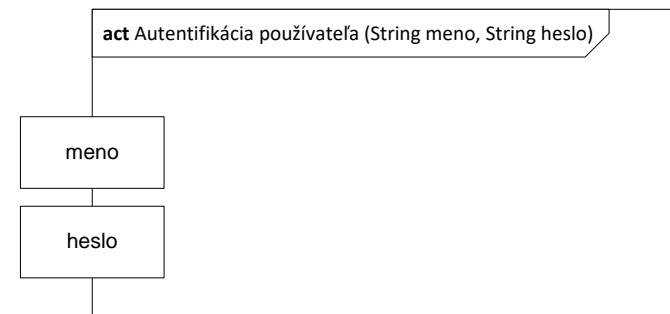 act Autentifikácia používateľa (String meno, String heslo)
meno
heslo